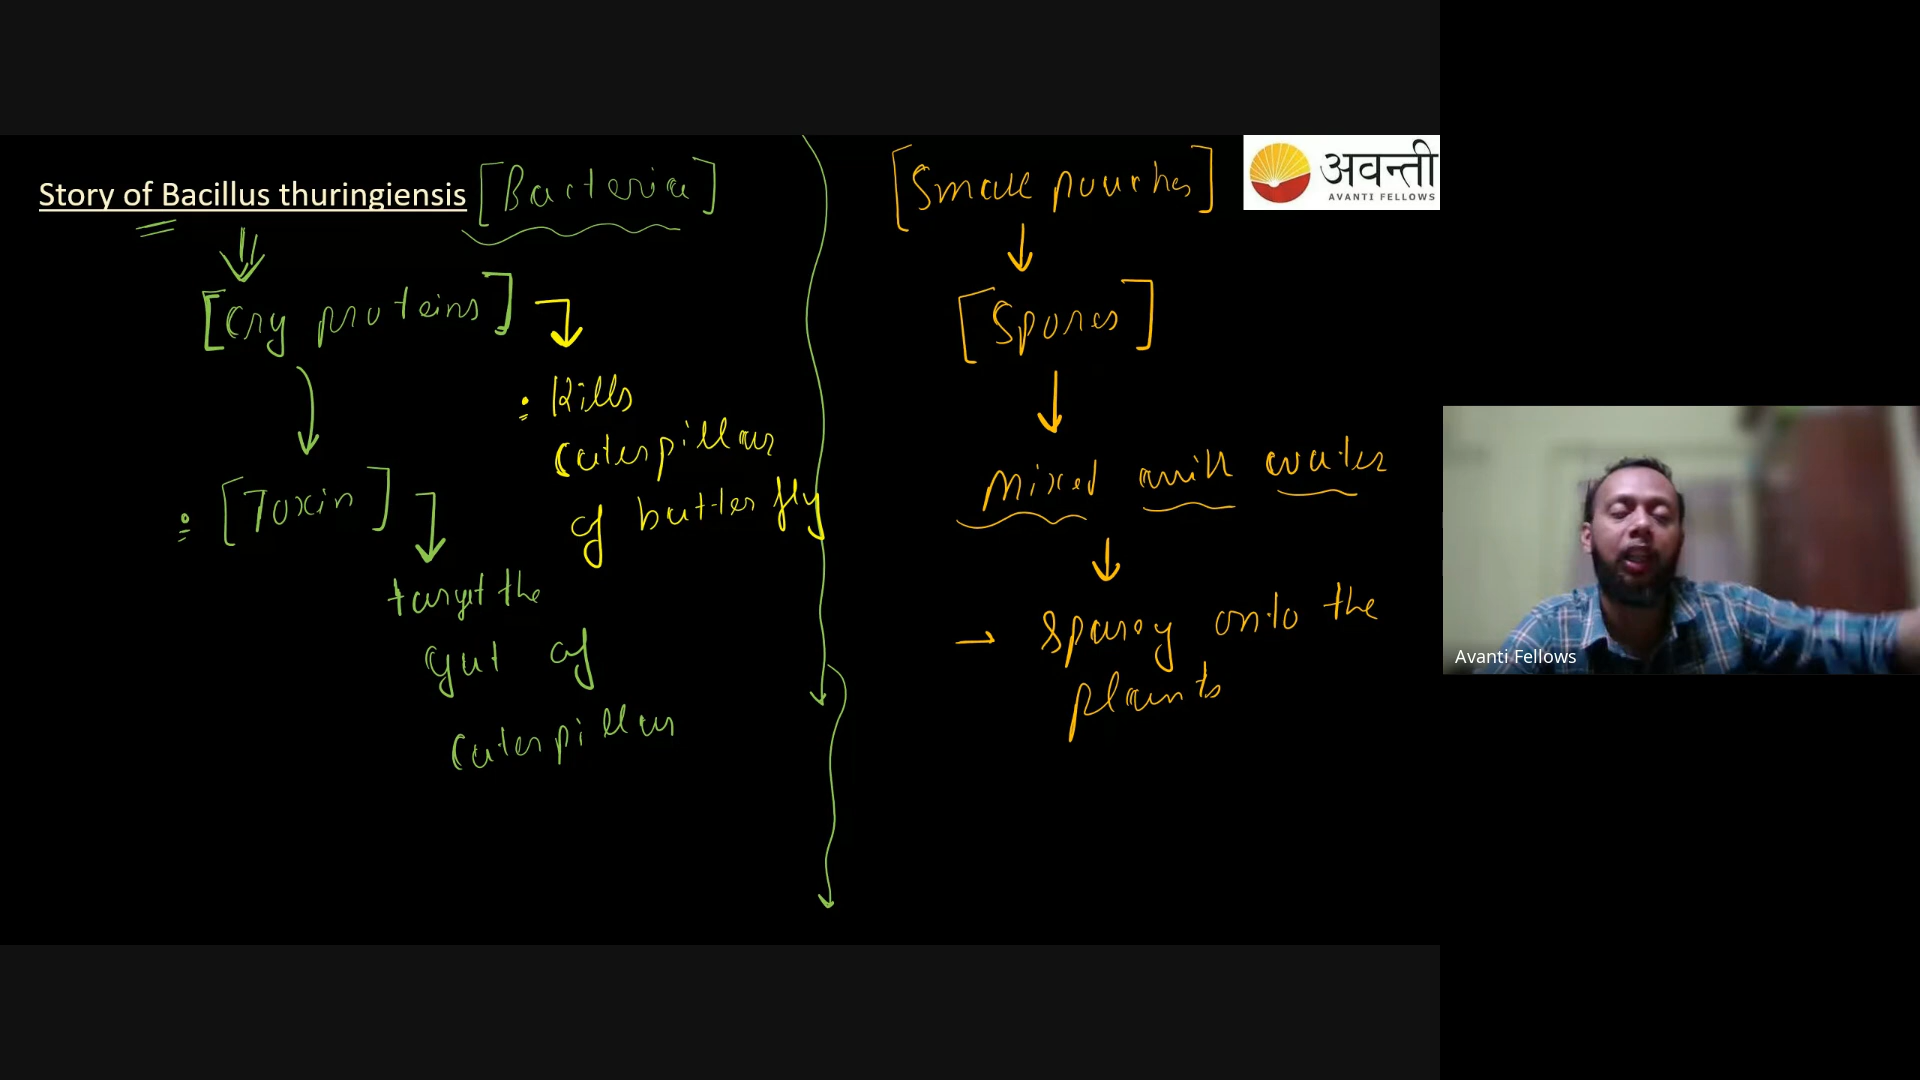 Story of Bacillus thuringiensis [Bacteria]
[Cry proteins]
: Kills
Caterpillar
of butterfly
: [Toxin]
target the
gut of
Caterpillar
[Small pouches]
[Spores]
Mixed with water
→ Sparay onto the
plants
अवन्ती
AVANTI FELLOWS
Avanti Fellows